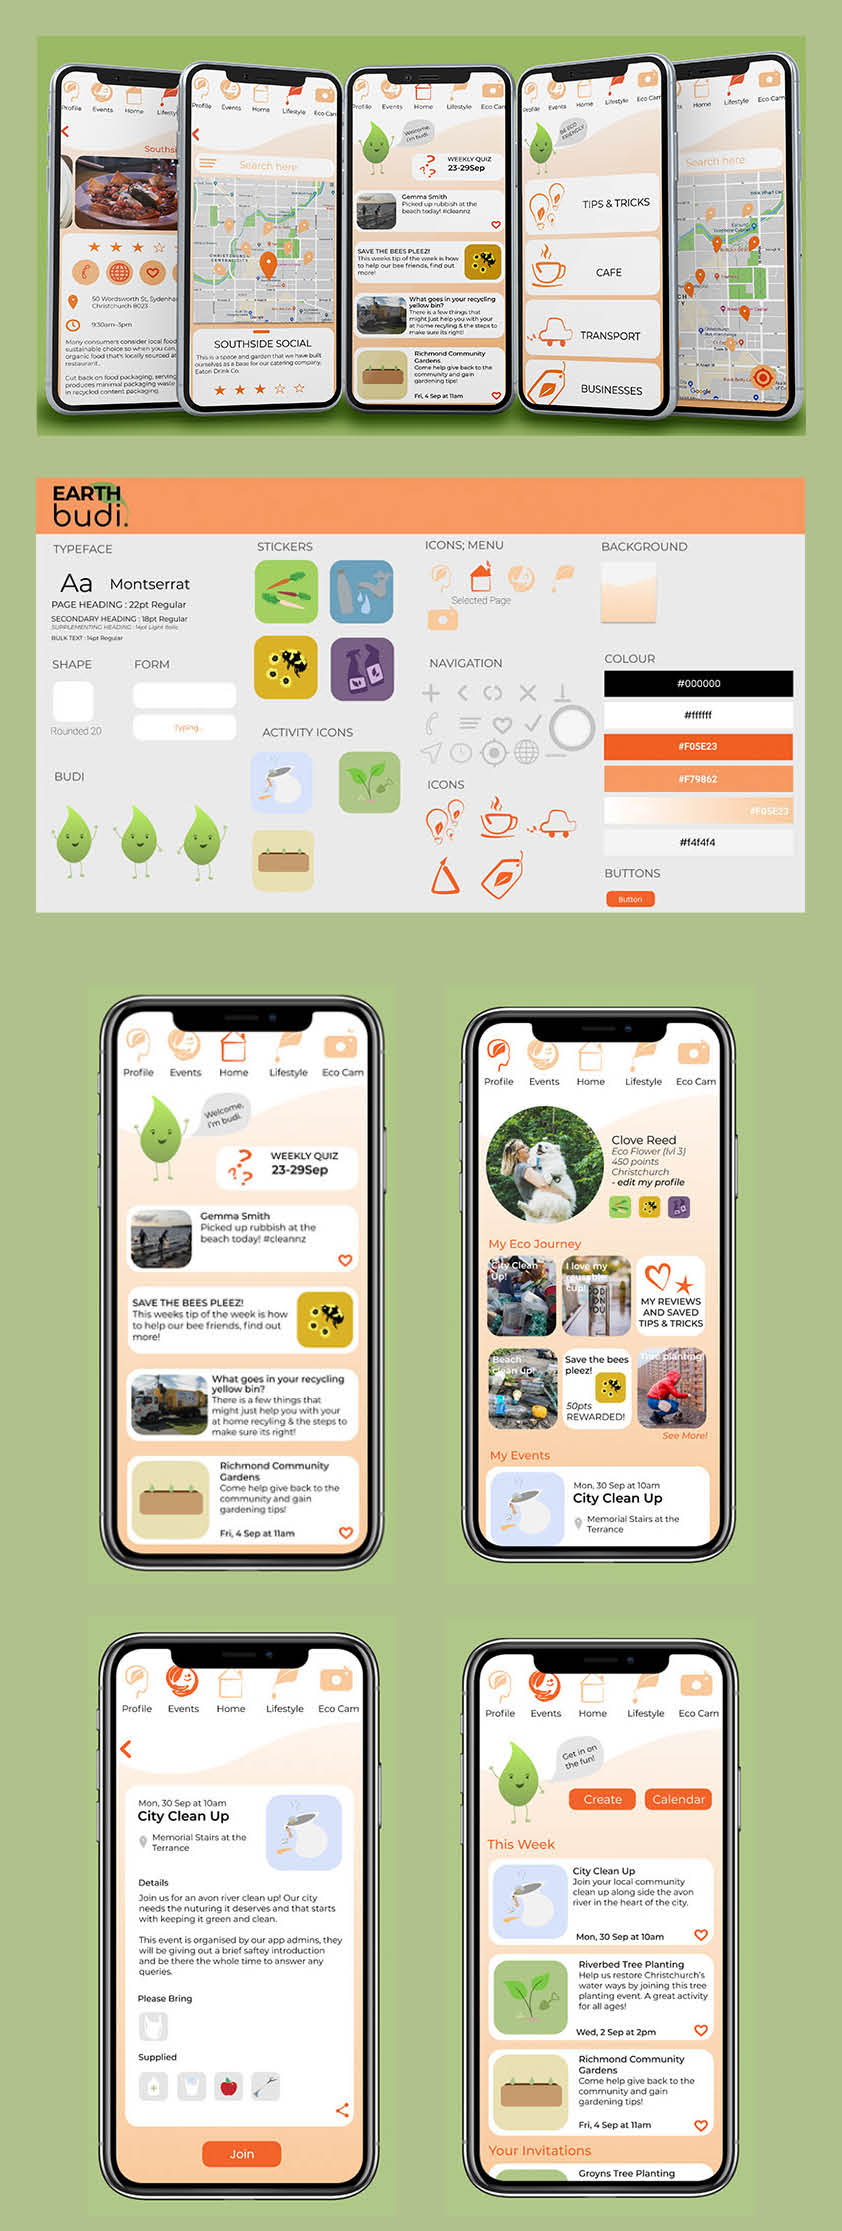 Profile
Events
Home
Lifesty
Eco Cam
Southsi
50 Wordsworth St, Sydenha
Christchurch 8023
9:30am-3pm
Many consumers consider local food
sustainable choice so when you can,
organic food that's locally sourced at
restaurant..
Cut back on food packaging, serving
produces minimal packaging waste
in recycled content packaging.
Profile
Events
Home
Lifestyle
Eco Cam
Search here
SOUTHSIDE SOCIAL
This is a space and garden that we have built
ourselves as a base for our catering company,
Eaton Drink Co.
Profile
Events
Home
Lifestyle
Eco Cam
Welcome,
i'm budi.
WEEKLY QUIZ
23-29Sep
Gemma Smith
Picked up rubbish at the
beach today! #cleannz
SAVE THE BEES PLEEZ!
This weeks tip of the week is how
to help our bee friends, find out
more!
What goes in your recycling
yellow bin?
There is a few things that
might just help you with your
at home recyling & the steps to
make sure its right!
Richmond Community
Gardens
Come help give back to the
community and gain
gardening tips!
Fri, 4 Sep at 11am
Profile
Events
Home
Lifestyle
Eco Cam
BE ECO
FRIENDLY
TIPS & TRICKS
CAFE
TRANSPORT
BUSINESSES
Profile
Events
Home
Lifestyle
Eco Cam
Search here
Google
EARTH
budi.
TYPEFACE
Aa Montserrat
PAGE HEADING : 22pt Regular
SECONDARY HEADING : 18pt Regular
SUPPLEMENTING HEADING : 14pt Light Italic
BULK TEXT : 14pt Regular
SHAPE
Rounded 20
FORM
Typing..
BUDI
STICKERS
ACTIVITY ICONS
ICONS; MENU
Selected Page
NAVIGATION
ICONS
BACKGROUND
COLOUR
#000000
#ffffff
#F05E23
#F79862
#F05E23
#f4f4f4
BUTTONS
Button
Profile
Events
Home
Lifestyle
Eco Cam
Welcome,
i'm budi.
WEEKLY QUIZ
23-29Sep
Gemma Smith
Picked up rubbish at the
beach today! #cleannz
SAVE THE BEES PLEEZ!
This weeks tip of the week is how
to help our bee friends, find out
more!
What goes in your recycling
yellow bin?
There is a few things that
might just help you with your
at home recyling & the steps to
make sure its right!
Richmond Community
Gardens
Come help give back to the
community and gain
gardening tips!
Fri, 4 Sep at 11am
Profile
Events
Home
Lifestyle
Eco Cam
Clove Reed
Eco Flower (lvl 3)
450 points
Christchurch
- edit my profile
My Eco Journey
City Clean
Up!
I love my
reusable
cup!
MY REVIEWS
AND SAVED
TIPS & TRICKS
Beach
clean up!
Save the bees
pleez!
50pts
REWARDED!
Tree planting!
See More!
My Events
Mon, 30 Sep at 10am
City Clean Up
Memorial Stairs at the
Terrance
Profile
Events
Home
Lifestyle
Eco Cam
Mon, 30 Sep at 10am
City Clean Up
Memorial Stairs at the
Terrance
Details
Join us for an avon river clean up! Our city
needs the nuturing it deserves and that starts
with keeping it green and clean.
This event is organised by our app admins, they
will be giving out a brief saftey introduction
and be there the whole time to answer any
queries.
Please Bring
Supplied
Join
Profile
Events
Home
Lifestyle
Eco Cam
Get in on
the fun!
Create
Calendar
This Week
City Clean Up
Join your local community
clean up along side the avon
river in the heart of the city.
Mon, 30 Sep at 10am
Riverbed Tree Planting
Help us restore Christchurch's
water ways by joining this tree
planting event. A great activity
for all ages!
Wed, 2 Sep at 2pm
Richmond Community
Gardens
Come help give back to the
community and gain
gardening tips!
Fri, 4 Sep at 11am
Your Invitations
Groyns Tree Planting